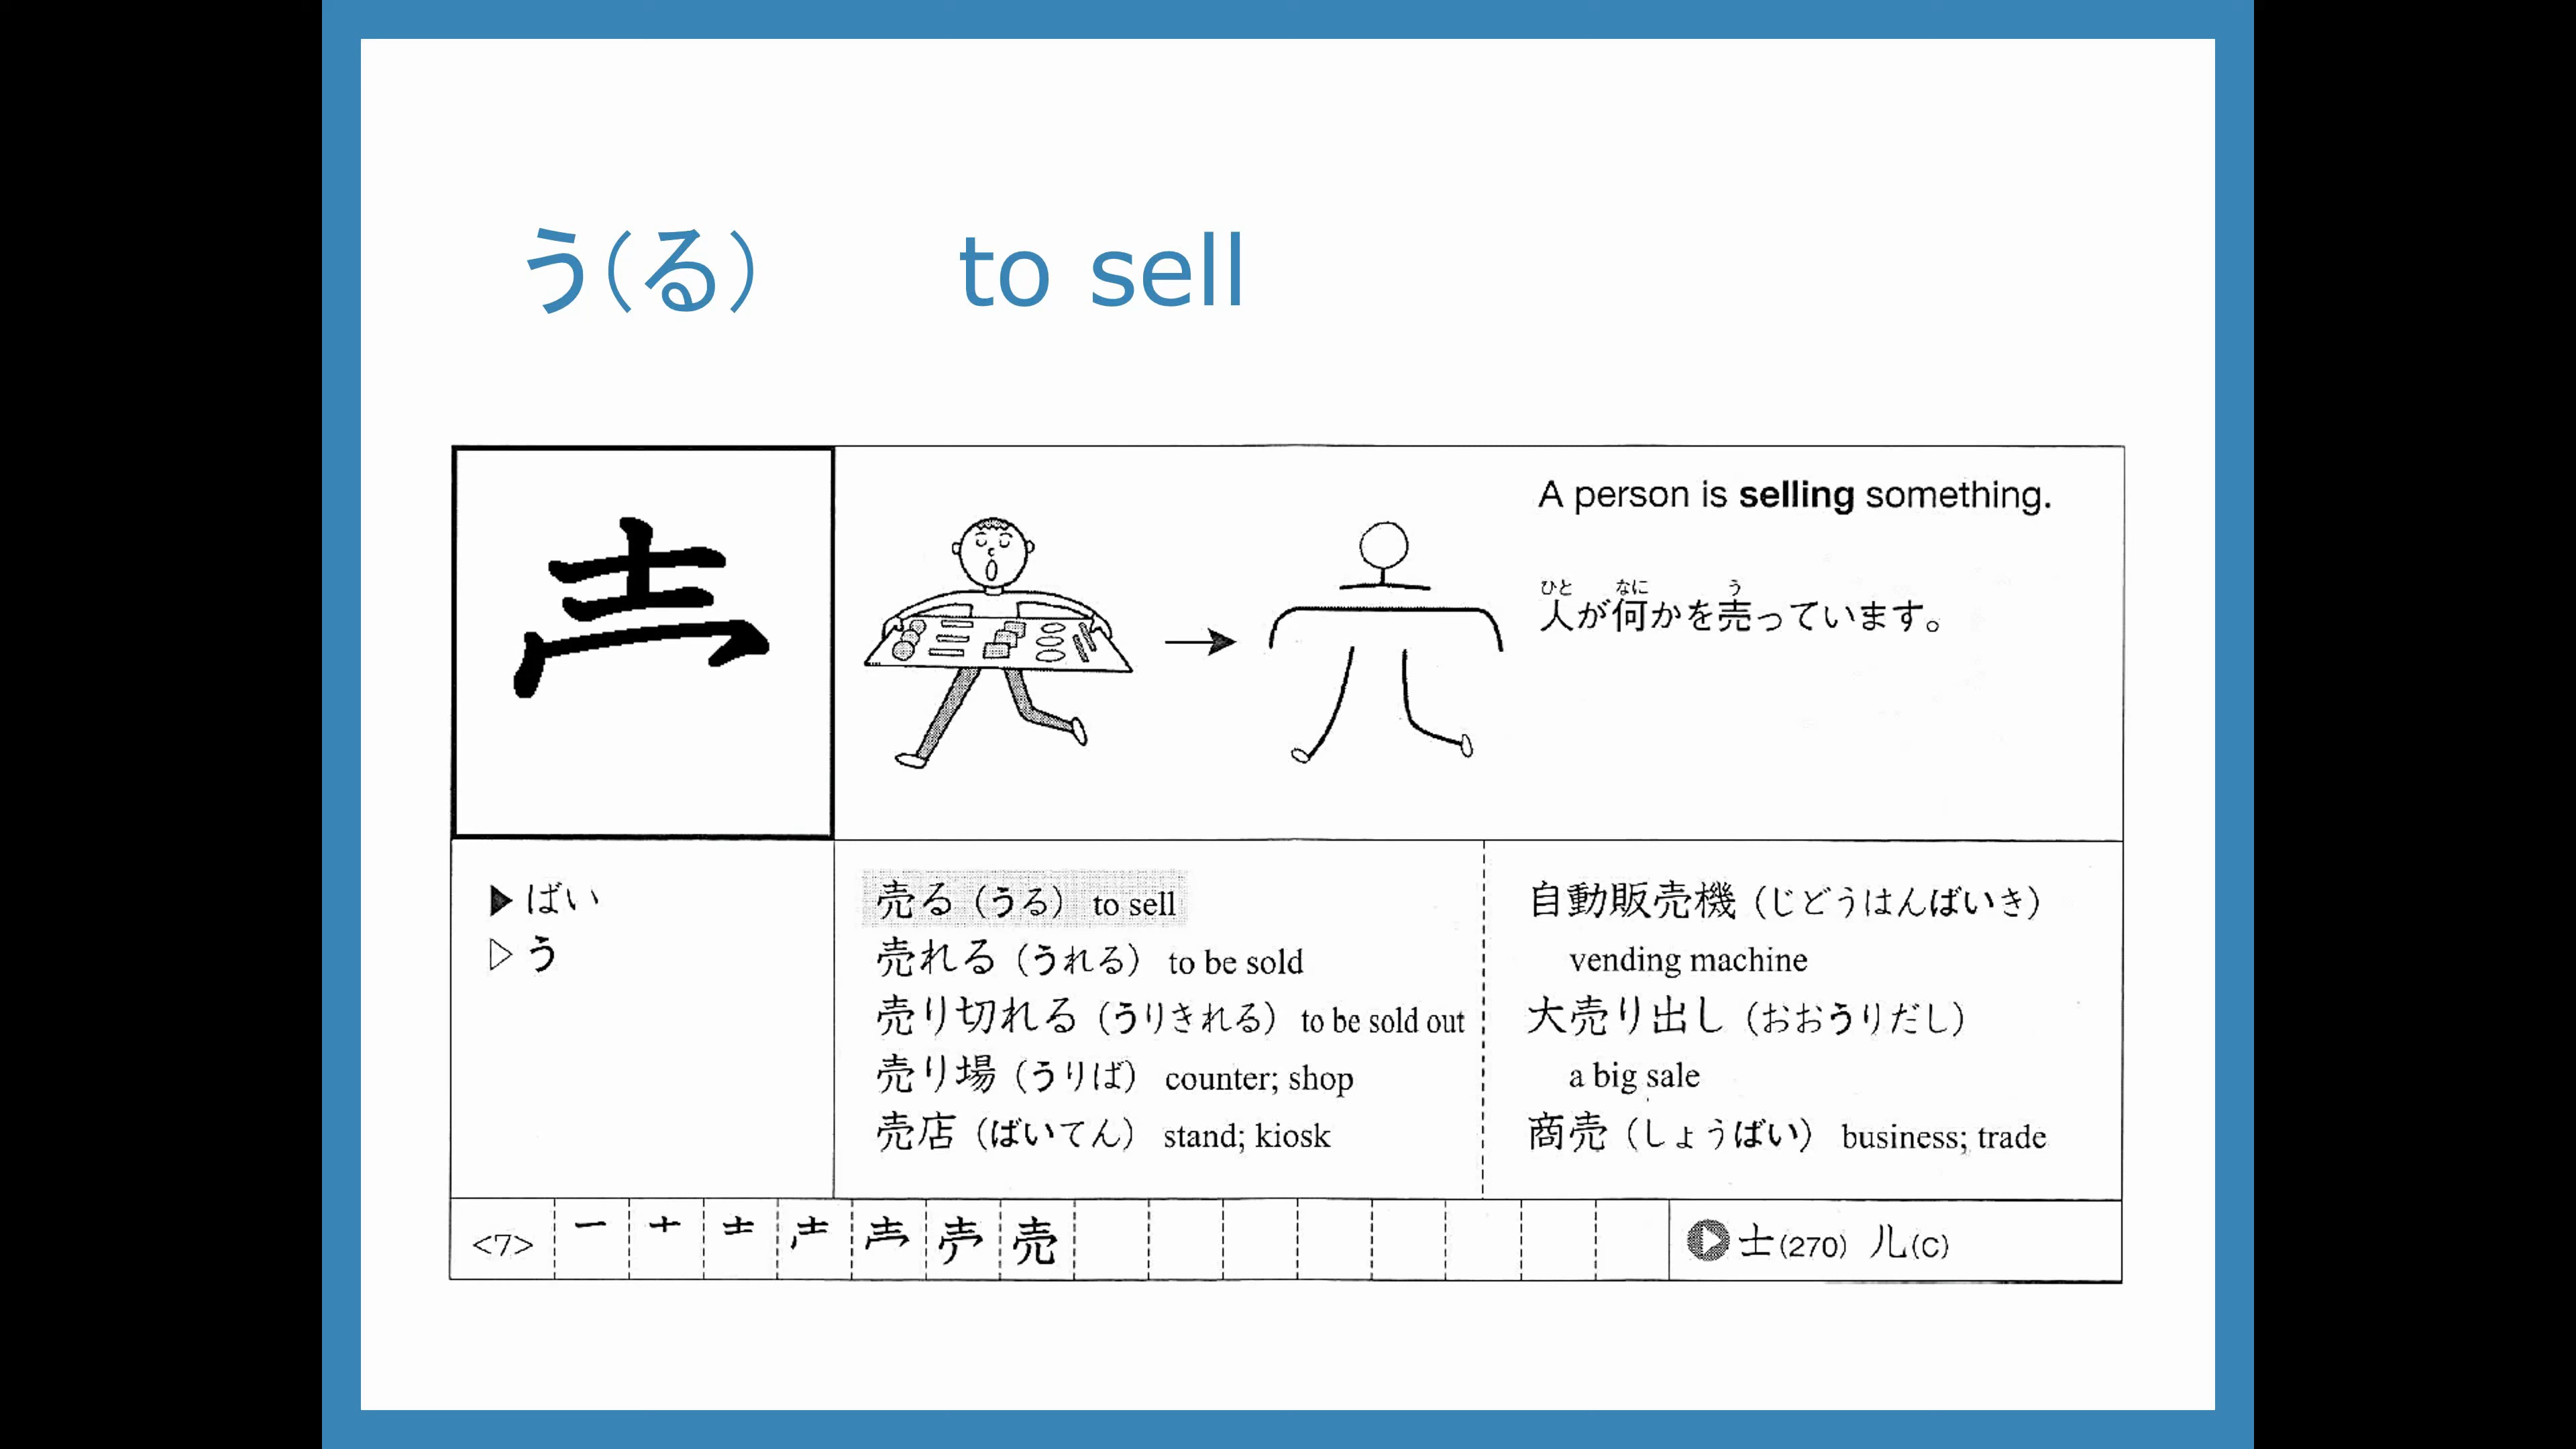 う(る) to sell
A person is selling something.
ひと なに う
人が何かを売っています。
▶ ばい
▷ う
売る（うる） to sell
売れる（うれる） to be sold
売り切れる（うりきれる） to be sold out
売り場（うりば） counter; shop
売店（ばいてん） stand; kiosk
自動販売機（じどうはんばいき）
vending machine
大売り出し（おおうりだし）
a big sale
商売（しょうばい） business; trade
<7> 一 十 士 売
士(270) 儿(C)